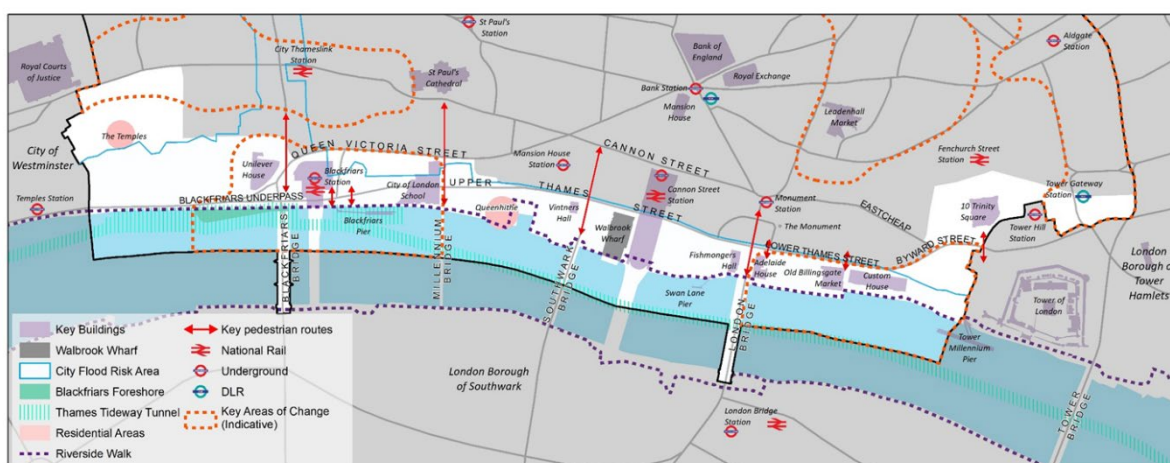 St Paul's
Station
Aldgate
Station
Royal Courts
of Justice
City Thameslink
Station
St Paul's
Cathedral
Bank of
England
Royal Exchange
Bank Station
Mansion
House
Leadenhall
Market
The Temples
City of
Westminster
Unilever
House
QUEEN VICTORIA STREET
Blackfriars
Station
Mansion House
Station
CANNON STREET
Fenchurch Street
Station
City of London
School
UPPER THAMES STREET
Cannon Street
Station
Monument
Station
EASTCHEAP
Tower Gateway
Station
Temples Station
BLACKFRIARS UNDERPASS
Blackfriars
Pier
Queenhithe
Vintners
Hall
Walbrook
Wharf
The Monument
10 Trinity
Square
Tower Hill
Station
BLACKFRIARS
BRIDGE
MILLENNIUM
BRIDGE
SOUTHWARK
BRIDGE
Fishmongers
Hall
Adelaide
House
LOWER THAMES STREET
BYWARD STREET
Old Billingsgate
Market
Custom
House
London
Borough of
Tower
Hamlets
Swan Lane
Pier
LONDON
BRIDGE
Tower of
London
Tower
Millennium
Pier
TOWER
BRIDGE
London Borough
of Southwark
London Bridge
Station
Key Buildings
Walbrook Wharf
City Flood Risk Area
Blackfriars Foreshore
Thames Tideway Tunnel
Residential Areas
Riverside Walk
Key pedestrian routes
National Rail
Underground
DLR
Key Areas of Change
(Indicative)